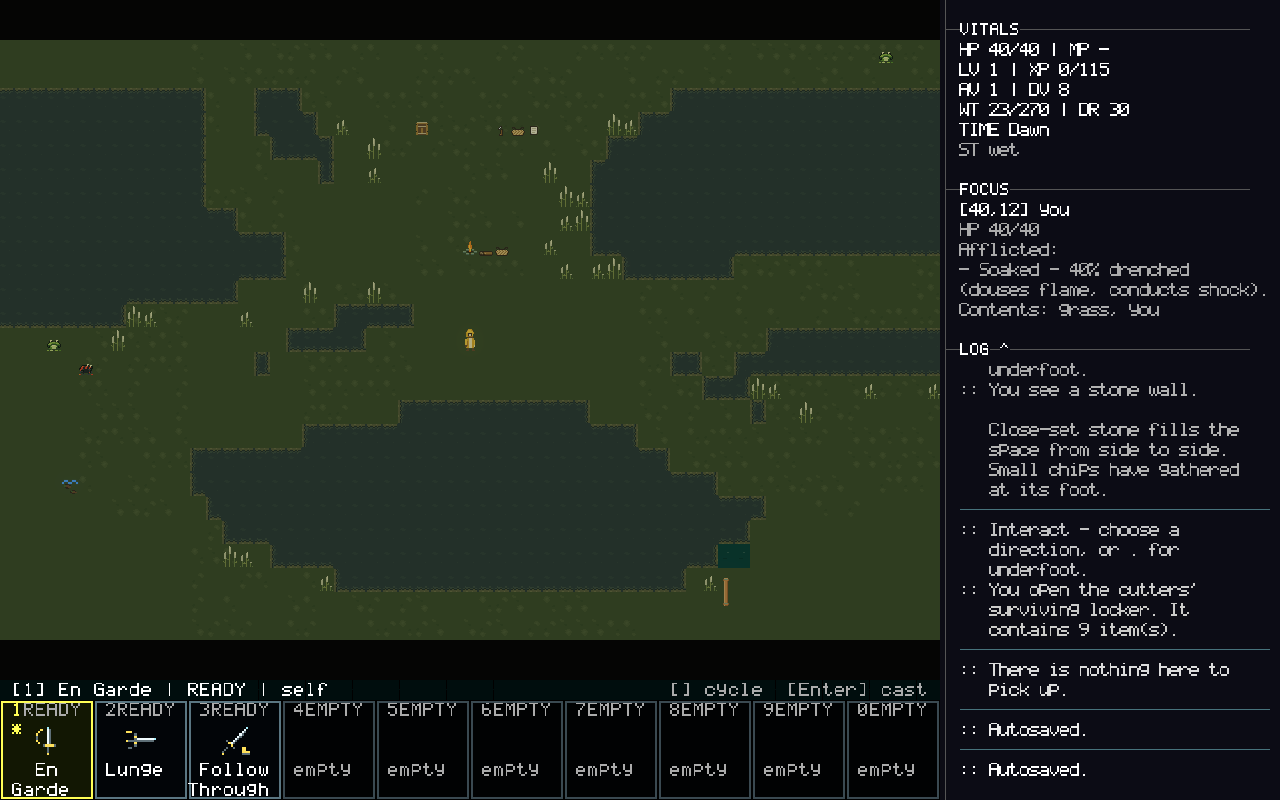 VITALS
HP 40/40 | MP -
LV 1 | XP 0/115
AV 1 | DV 8
WT 23/270 | DR 30
TIME Dawn
ST wet
FOCUS
[40,12] You
HP 40/40
Afflicted:
- Soaked - 40% drenched
(douses flame, conducts shock).
Contents: grass, you
LOG ^
underfoot.
:: You see a stone wall.
Close-set stone fills the
space from side to side.
Small chips have gathered
at its foot.
:: Interact - choose a
direction, or . for
underfoot.
:: You open the cutters'
surviving locker. It
contains 9 item(s).
:: There is nothing here to
pick up.
:: Autosaved.
:: Autosaved.
[1] En Garde | READY | self
[] cycle [Enter] cast
1READY 2READY 3READY 4EMPTY 5EMPTY 6EMPTY 7EMPTY 8EMPTY 9EMPTY 0EMPTY
*
En Garde
Lunge
Follow Through
empty empty empty empty empty empty empty